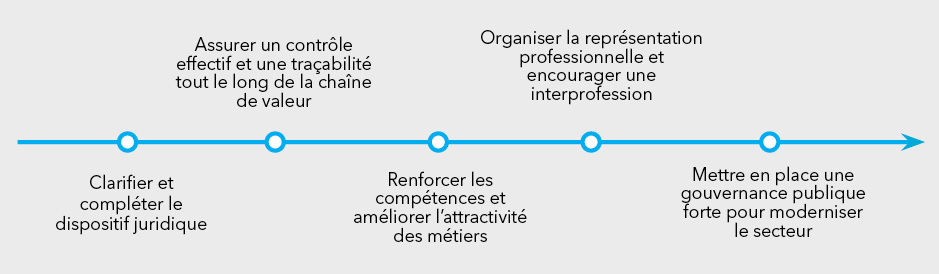 Clarifier et
compléter le
dispositif juridique
Assurer un contrôle
effectif et une traçabilité
tout le long de la chaîne
de valeur
Renforcer les
compétences et
améliorer l’attractivité
des métiers
Organiser la représentation
professionnelle et
encourager une
interprofession
Mettre en place une
gouvernance publique
forte pour moderniser
le secteur